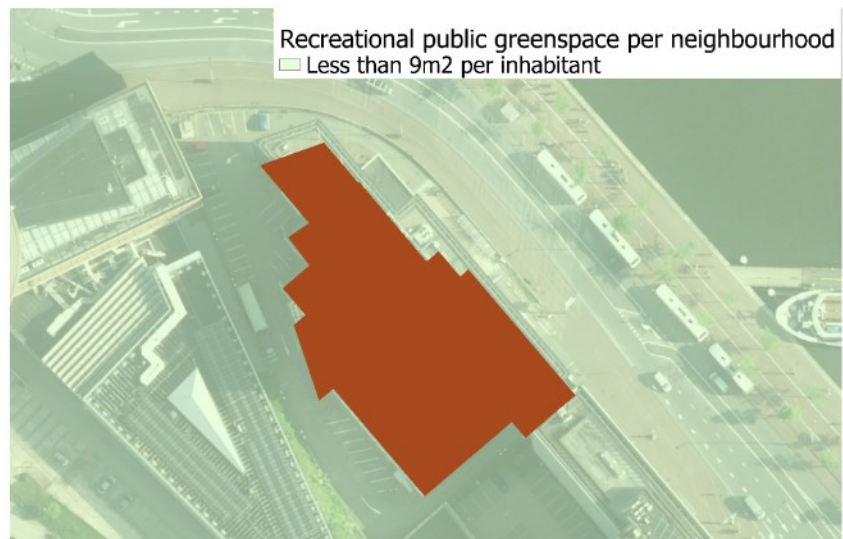 Recreational public greenspace per neighbourhood
Less than 9m2 per inhabitant